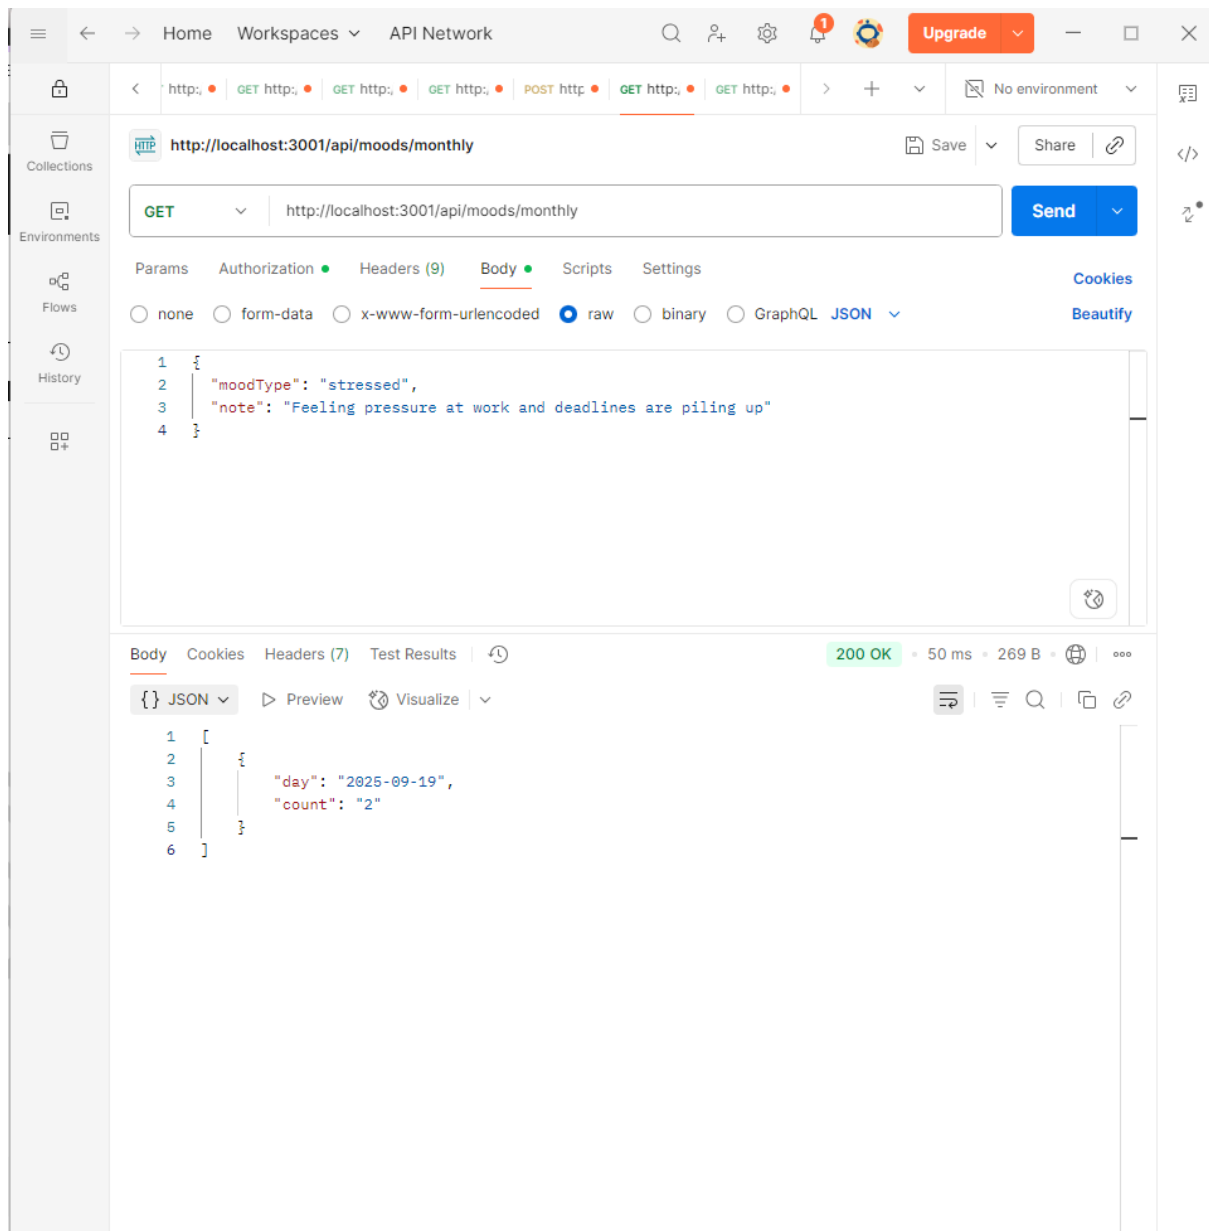 Home Workspaces API Network 1 Upgrade
http:, GET http:, GET http:, GET http:, POST http GET http:, GET http:, No environment
HTTP http://localhost:3001/api/moods/monthly Save Share
Collections
GET http://localhost:3001/api/moods/monthly Send
Environments
Params Authorization Headers (9) Body Scripts Settings
Cookies
Flows
none form-data x-www-form-urlencoded raw binary GraphQL JSON Beautify
History
1 {
2 "moodType": "stressed",
3 "note": "Feeling pressure at work and deadlines are piling up"
4 }
Body Cookies Headers (7) Test Results 200 OK 50 ms 269 B
{} JSON Preview Visualize
1 [
2 {
3 "day": "2025-09-19",
4 "count": "2"
5 }
6 ]